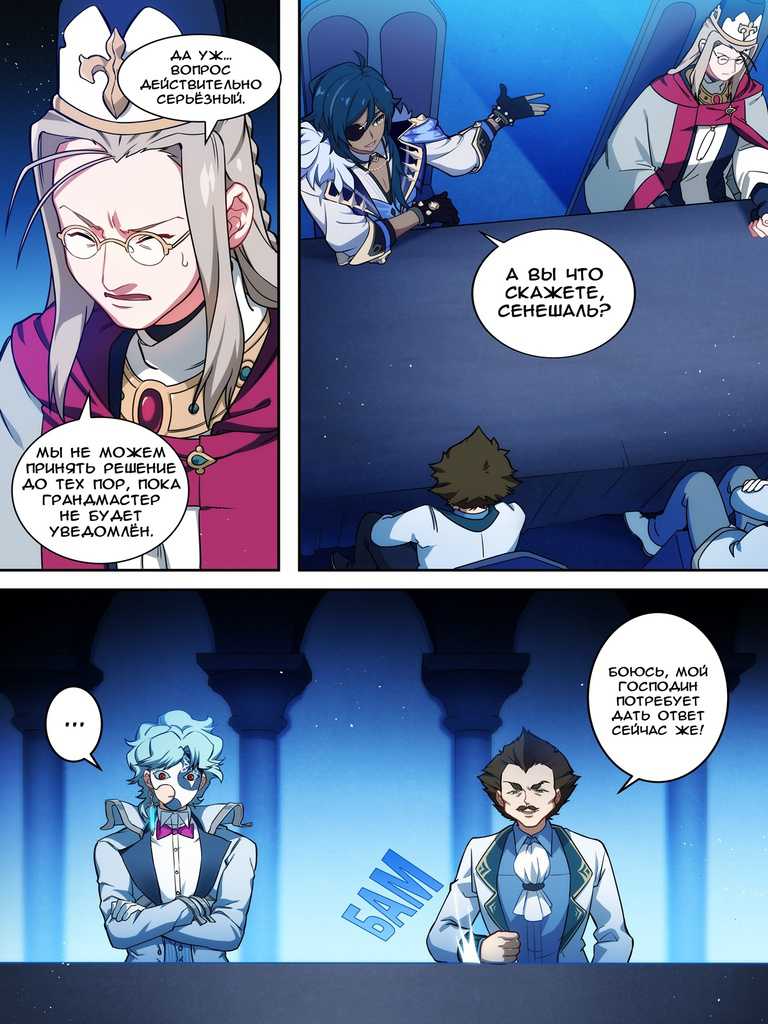 ДА УЖ...
ВОПРОС
ДЕЙСТВИТЕЛЬНО
СЕРЬЁЗНЫЙ.
МЫ НЕ МОЖЕМ
ПРИНЯТЬ РЕШЕНИЕ
ДО ТЕХ ПОР, ПОКА
ГРАНДМАСТЕР
НЕ БУДЕТ
УВЕДОМЛЁН.
А ВЫ ЧТО
СКАЖЕТЕ,
СЕНЕШАЛЬ?
...
БОЮСЬ, МОЙ
ГОСПОДИН
ПОТРЕБУЕТ
ДАТЬ ОТВЕТ
СЕЙЧАС ЖЕ!
БАМ